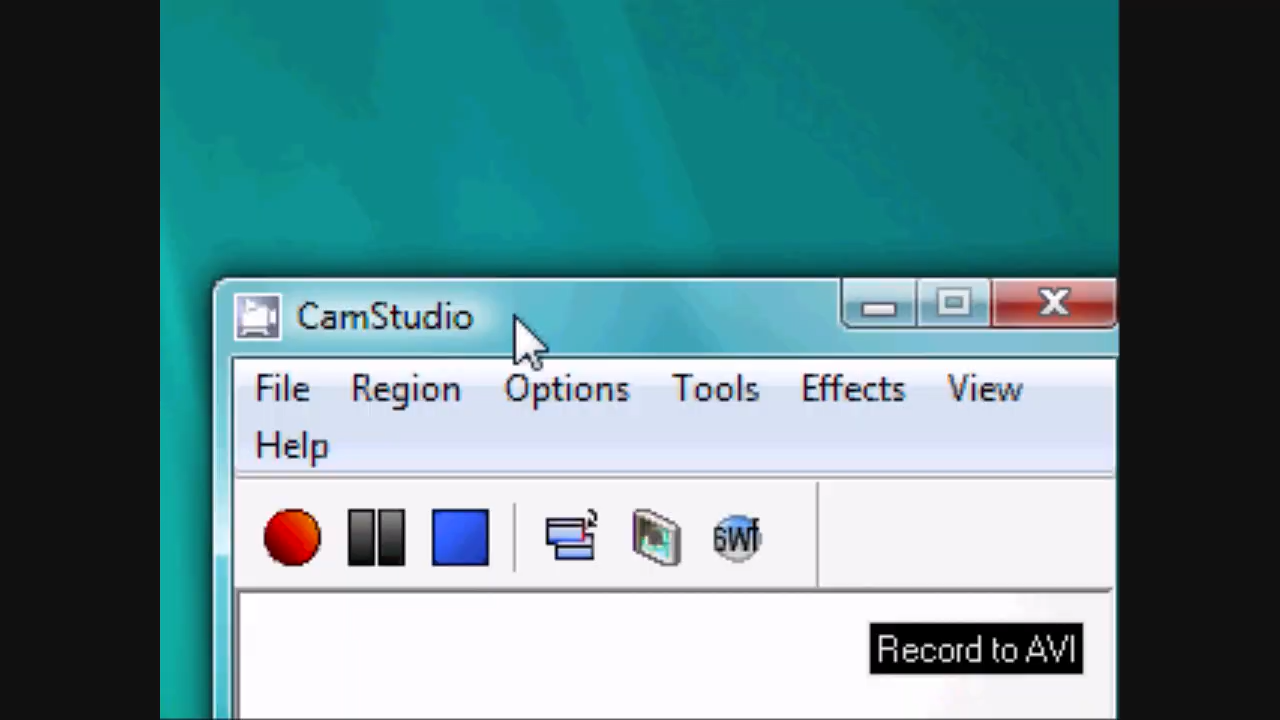 CamStudio
File Region Options Tools Effects View
Help
SWf
Record to AVI